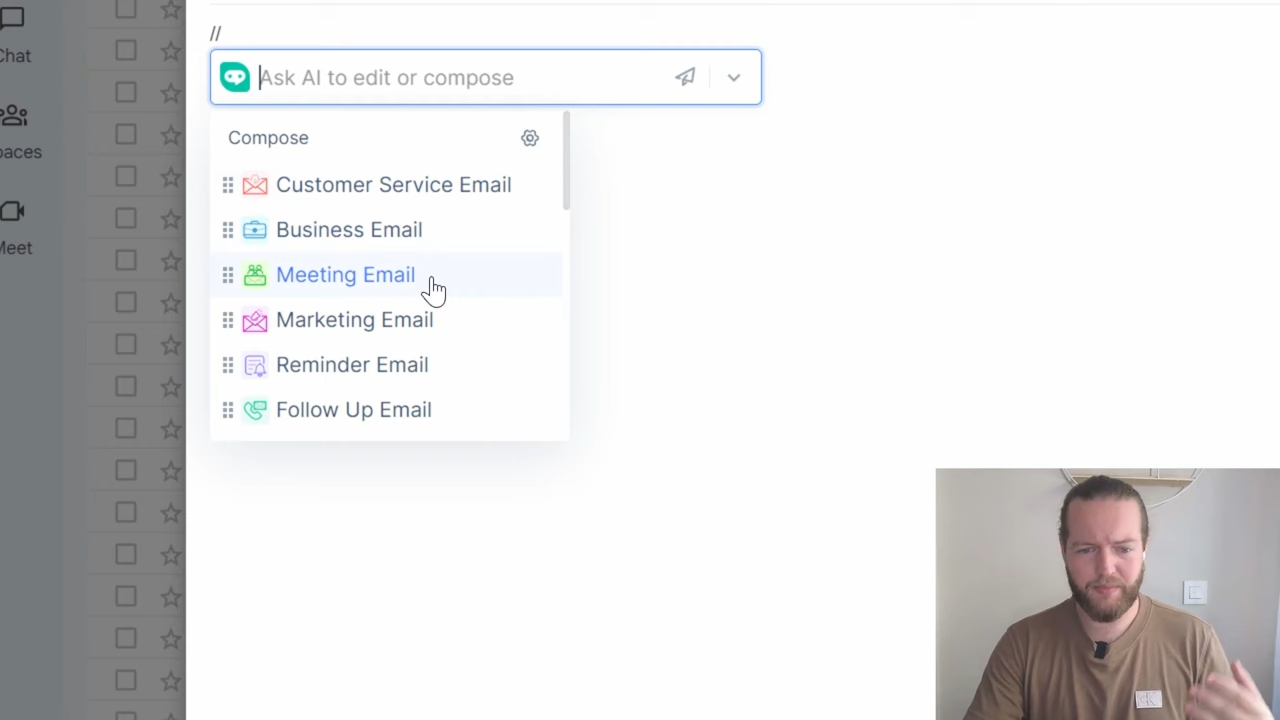 //
Chat
Ask AI to edit or compose
Compose
paces
Customer Service Email
Business Email
Meet
Meeting Email
Marketing Email
Reminder Email
Follow Up Email